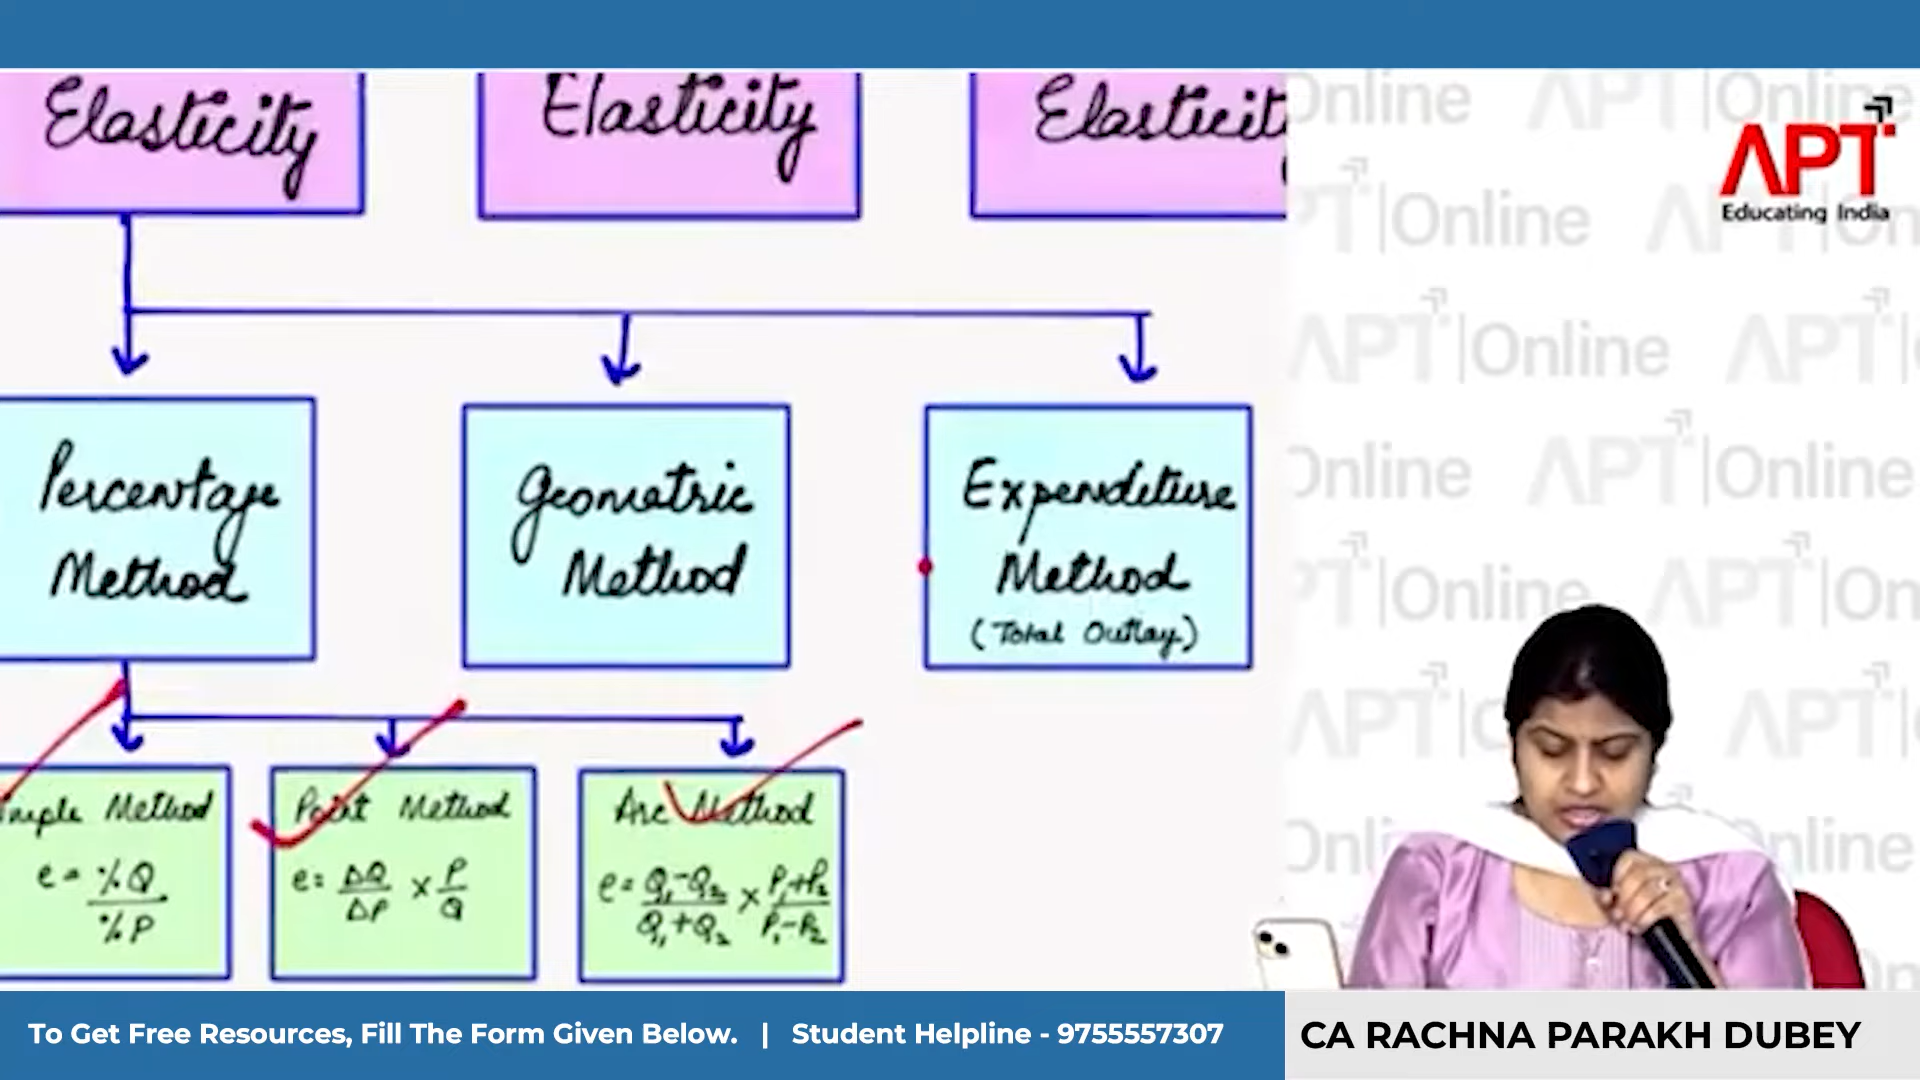 Elasticity
Elasticity
Elasticit
APT
Educating India
Percentage
Method
Geometric
Method
Expenditure
Method
(Total Outlay)
mple Method
e = %Q
%P
Point Method
e = ΔQ/ΔP × P/Q
Arc Method
e = Q₁-Q₂/Q₁+Q₂ × P₁+P₂/P₁-P₂
To Get Free Resources, Fill The Form Given Below. | Student Helpline - 9755557307
CA RACHNA PARAKH DUBEY
APT|Online